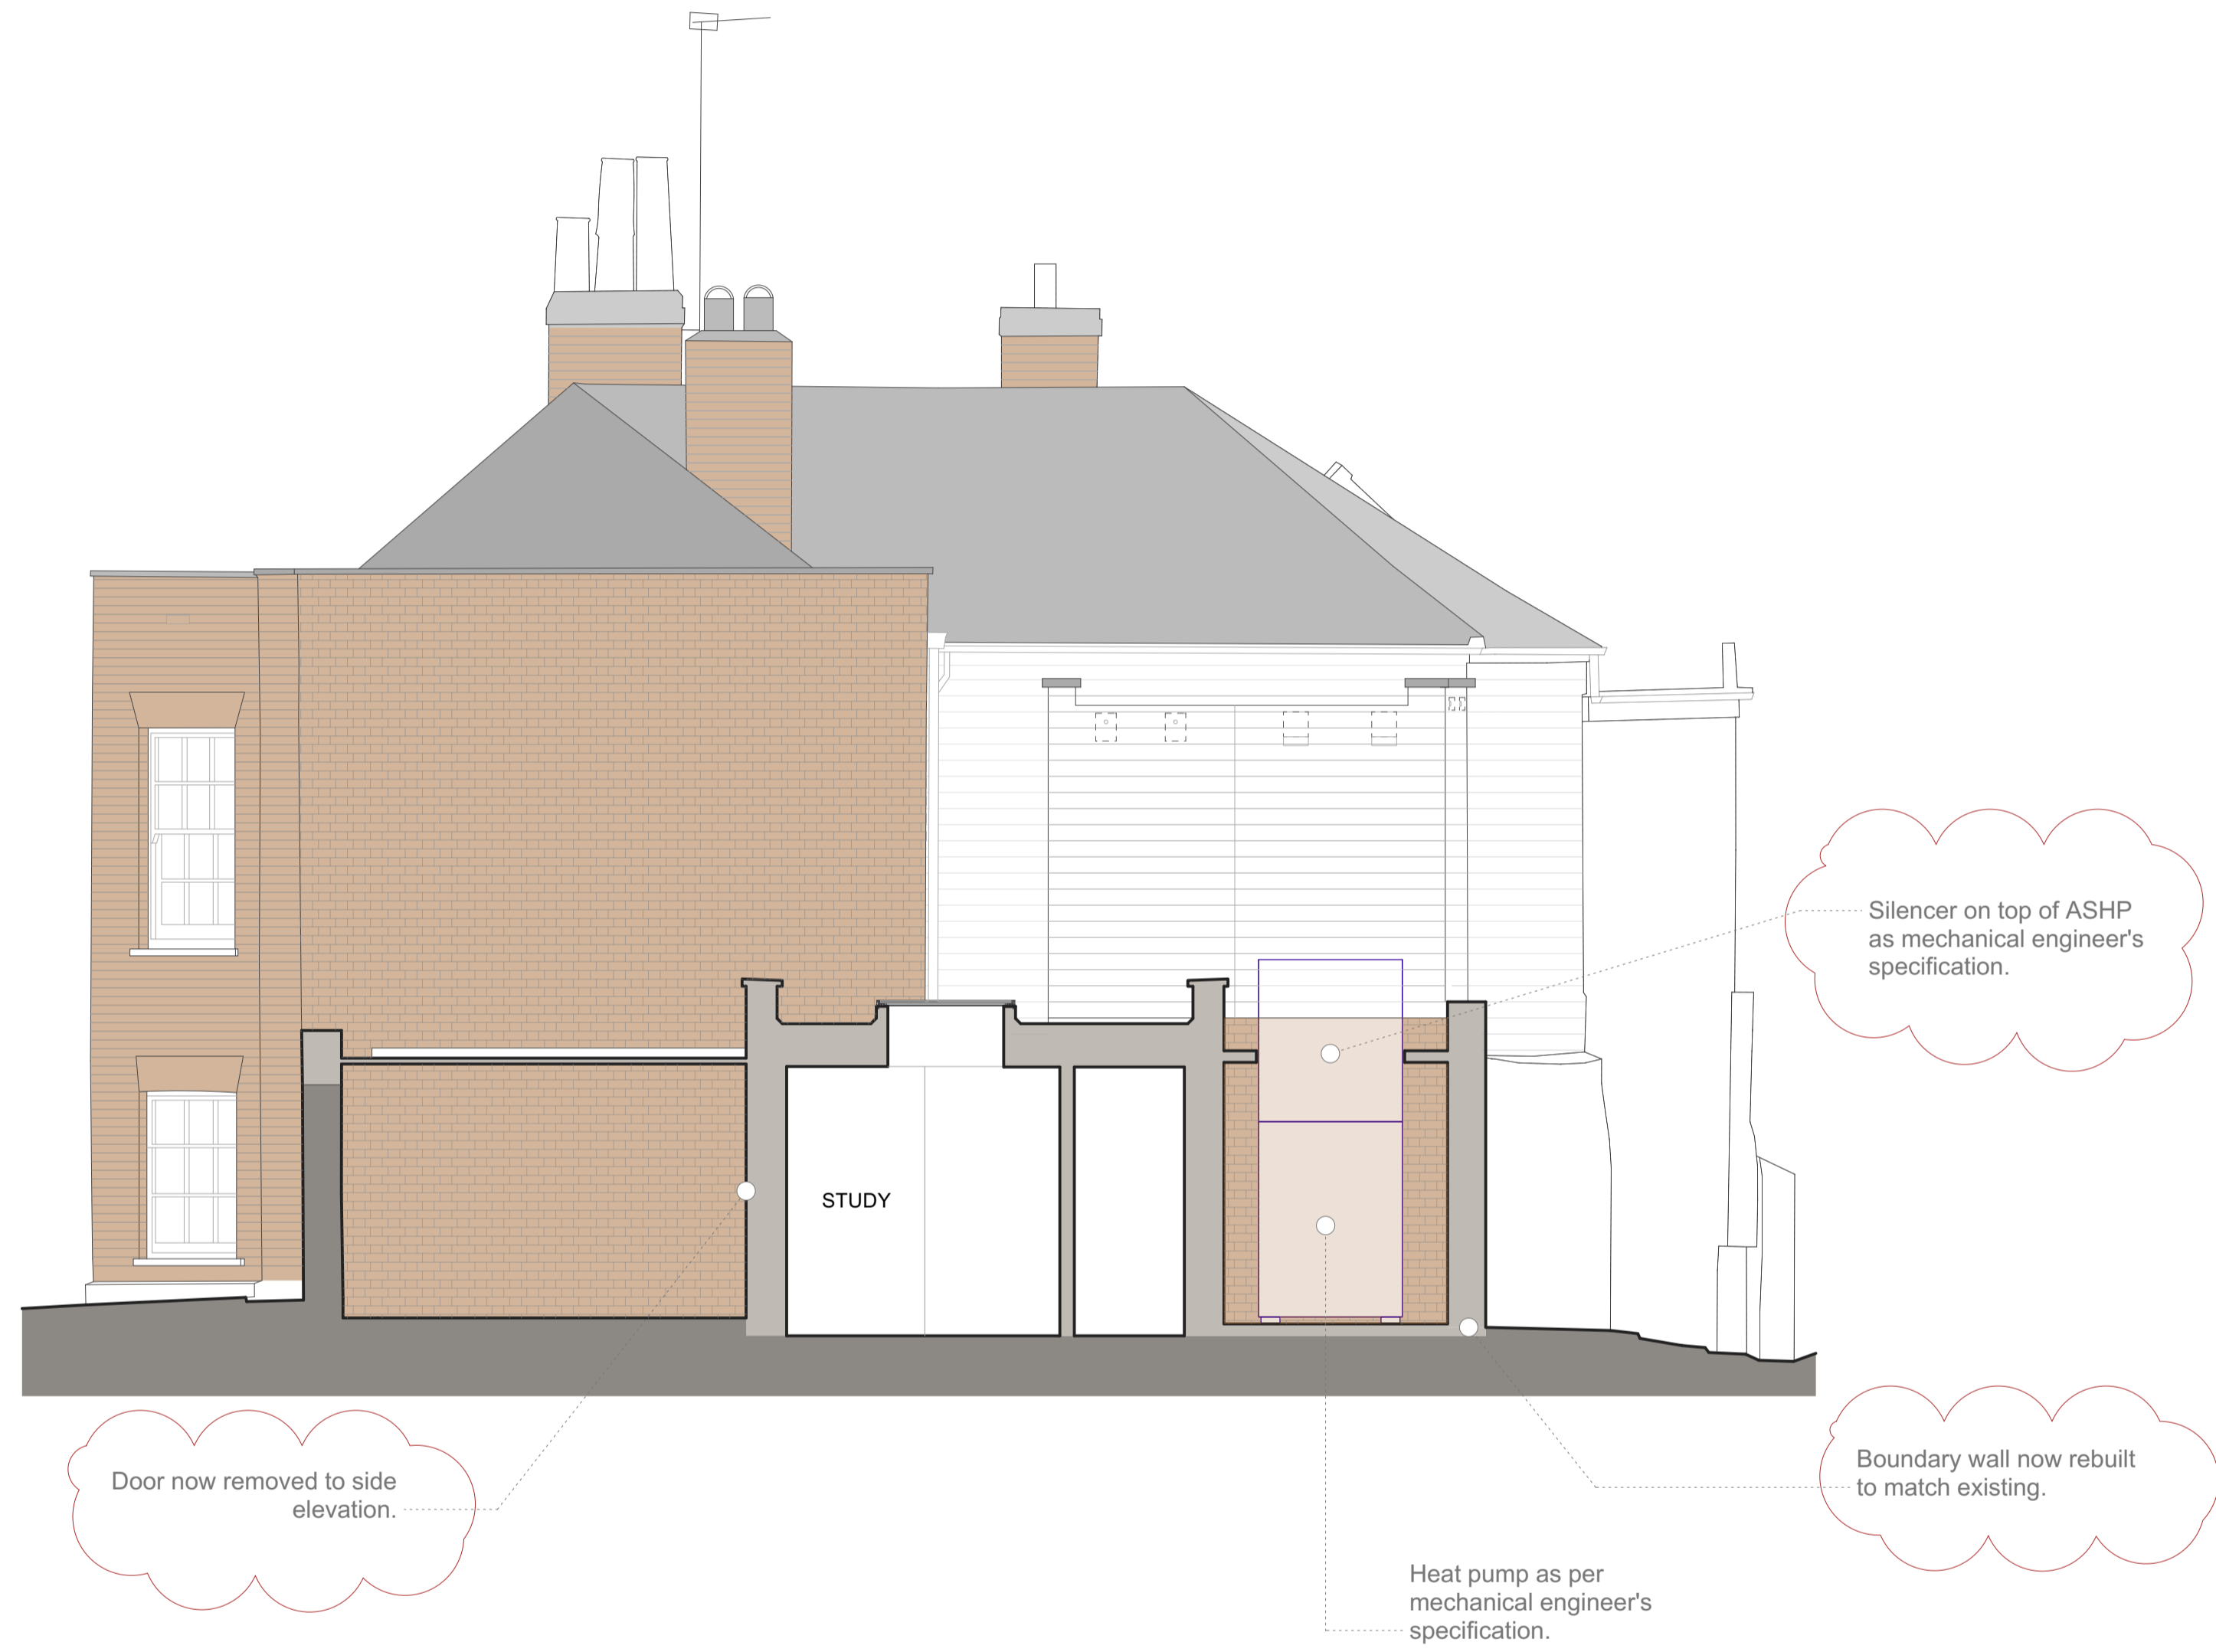 Silencer on top of ASHP
as mechanical engineer's
specification.
STUDY
Door now removed to side
elevation.
Boundary wall now rebuilt
to match existing.
Heat pump as per
mechanical engineer's
specification.